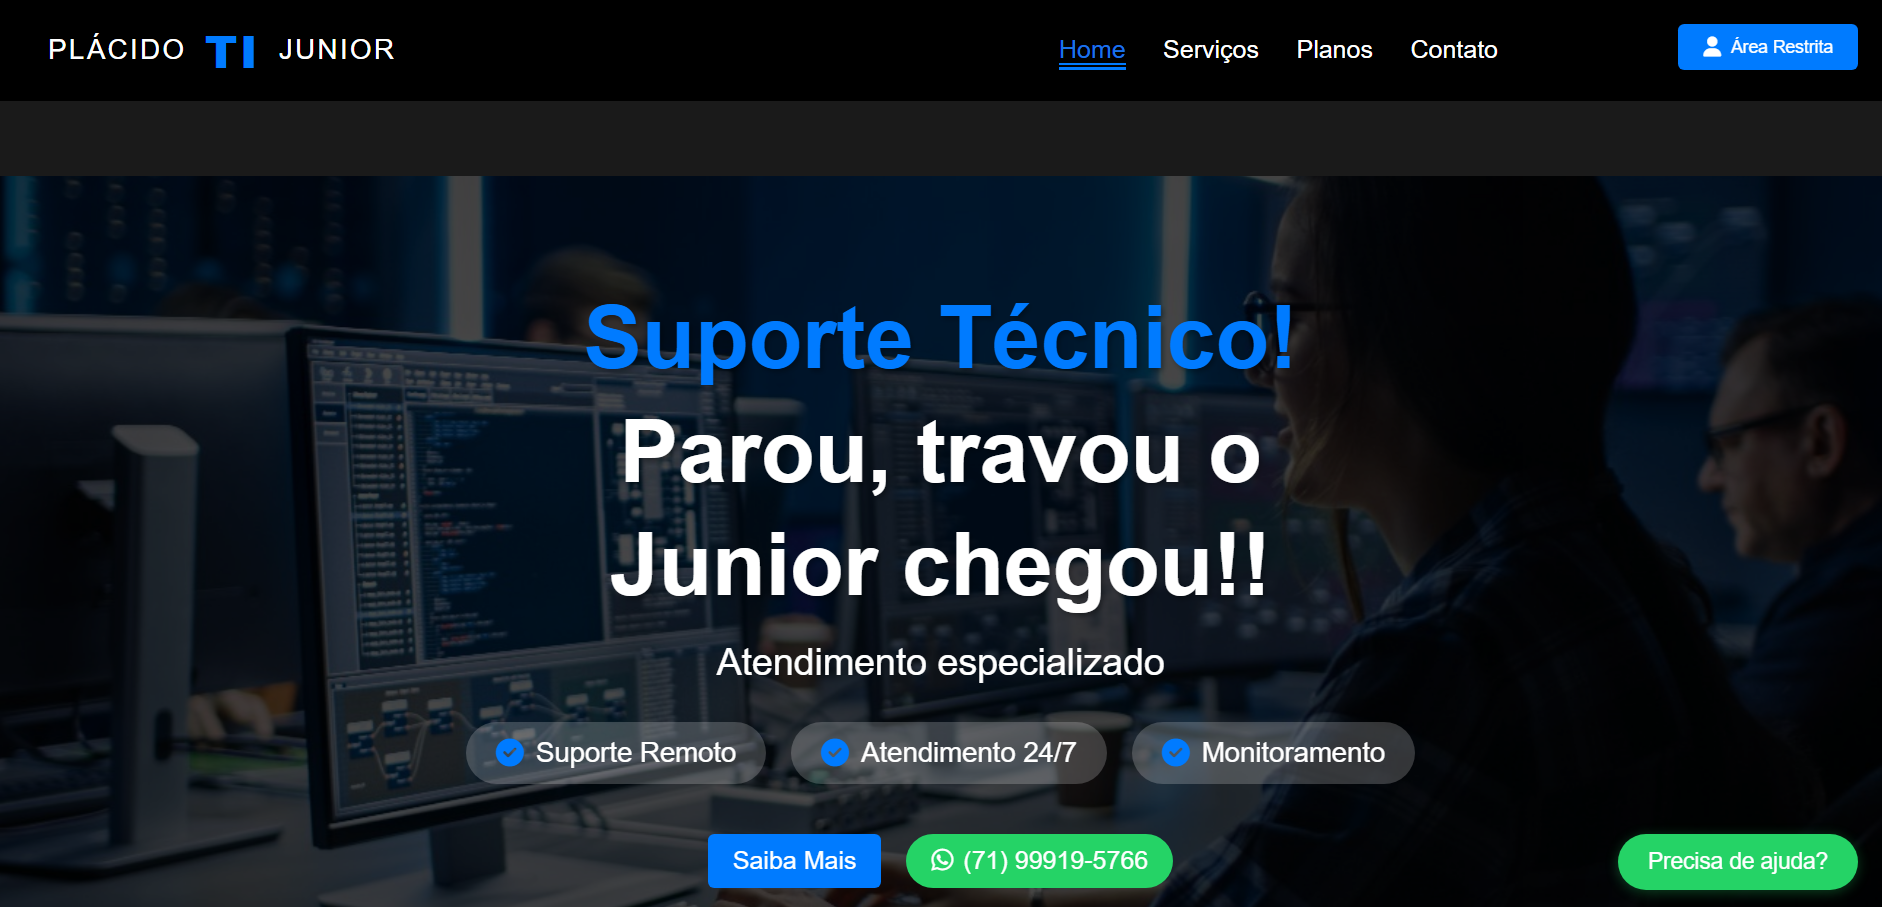 PLÁCIDO TI JUNIOR
Home Serviços Planos Contato
Área Restrita
Suporte Técnico!
Parou, travou o
Junior chegou!!
Atendimento especializado
Suporte Remoto Atendimento 24/7 Monitoramento
Saiba Mais (71) 99919-5766
Precisa de ajuda?